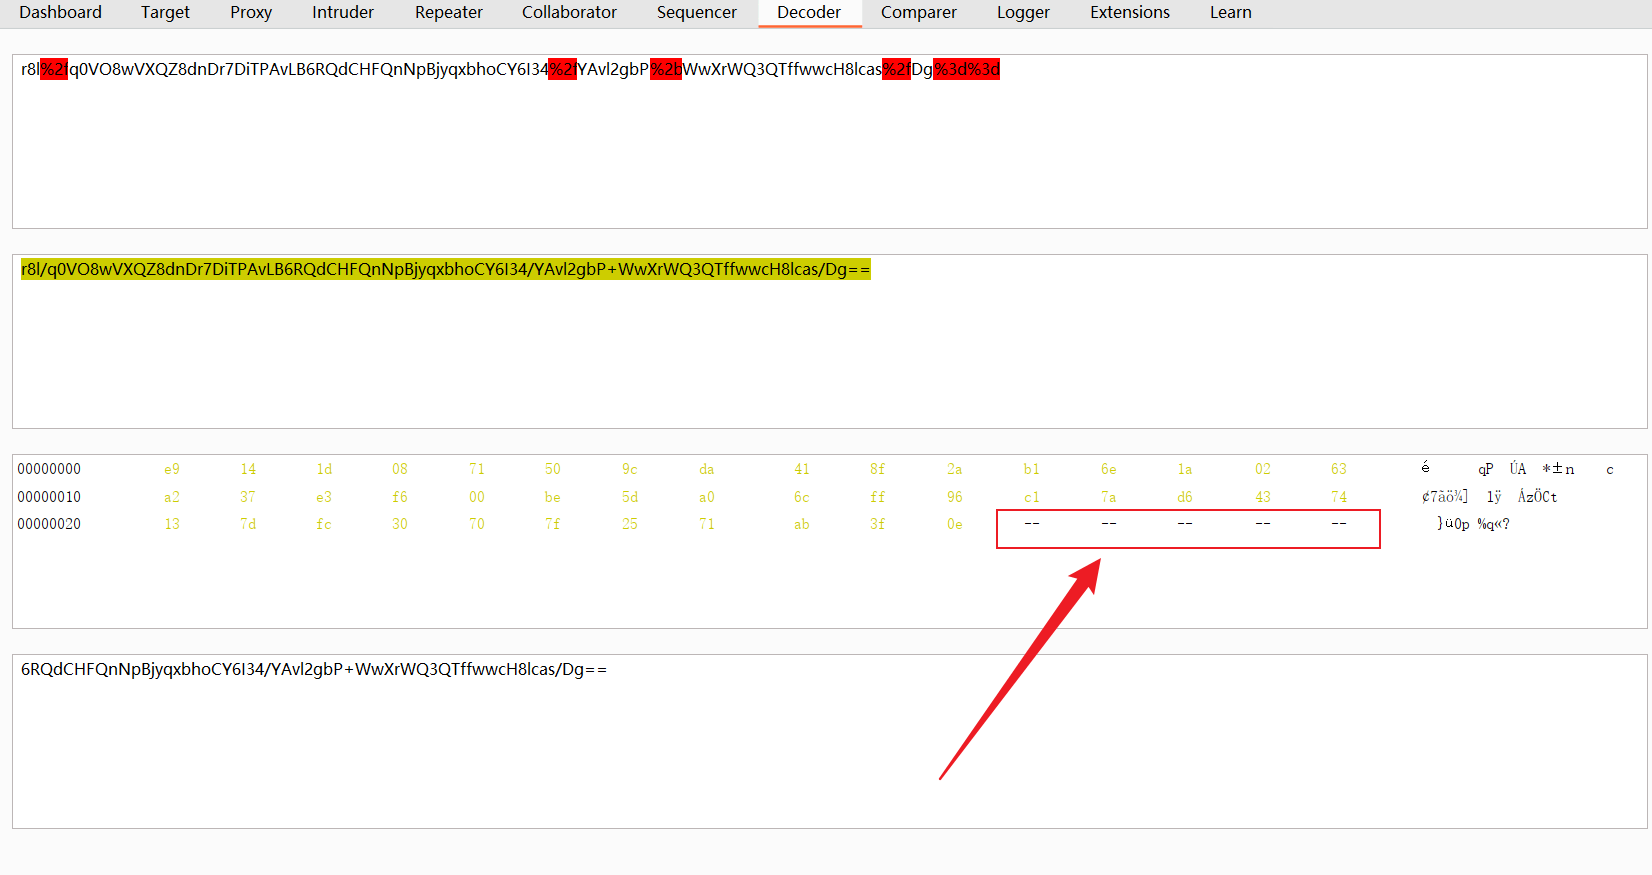 Dashboard Target Proxy Intruder Repeater Collaborator Sequencer Decoder Comparer Logger Extensions Learn
r8l%2fq0VO8wVXQZ8dnDr7DiTPAvLB6RQdCHFQnNpBjyqxbhoCY6I34%2fYAvl2gbP%2bWwXrWQ3QTffwwcH8lcas%2fDg%3d%3d
r8l/q0VO8wVXQZ8dnDr7DiTPAvLB6RQdCHFQnNpBjyqxbhoCY6I34/YAvl2gbP+WwXrWQ3QTffwwcH8lcas/Dg==
00000000 e9 14 1d 08 71 50 9c da 41 8f 2a b1 6e 1a 02 63 é qP ÚA *±n c
00000010 a2 37 e3 f6 00 be 5d a0 6c ff 96 c1 7a d6 43 74 ¢7ãö¾] lÿ ÁzÖCt
00000020 13 7d fc 30 70 7f 25 71 ab 3f 0e -- -- -- -- -- }ü0p %q«?
6RQdCHFQnNpBjyqxbhoCY6I34/YAvl2gbP+WwXrWQ3QTffwwcH8lcas/Dg==